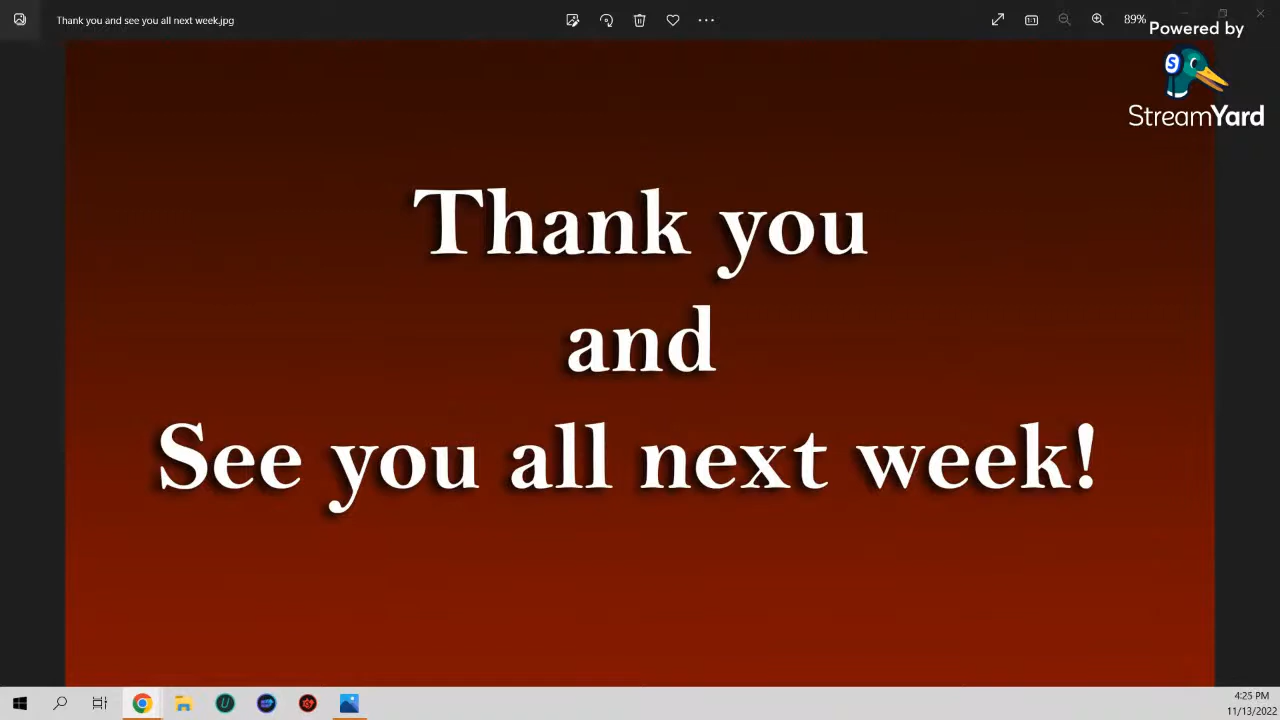 Thank you and see you all next week.jpg
89%
Powered by
S
StreamYard
Thank you
and
See you all next week!
4:25 PM
11/13/2022